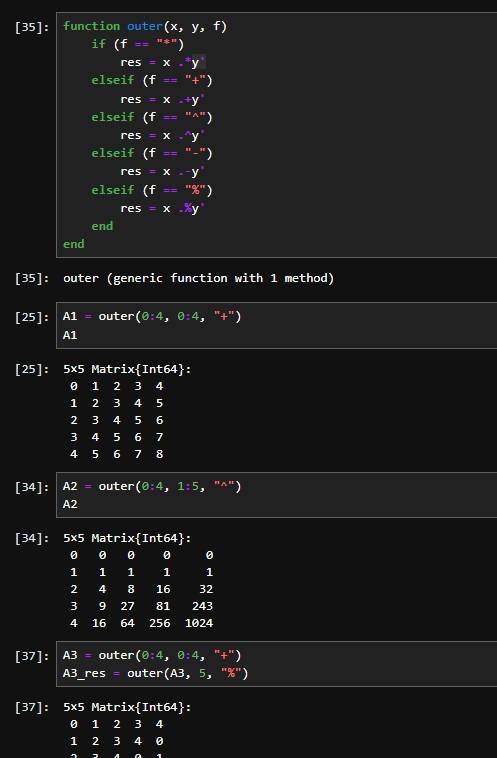 [35]: function outer(x, y, f)
if (f == "*")
res = x .*y'
elseif (f == "+")
res = x .+y'
elseif (f == "^")
res = x .^y'
elseif (f == "-")
res = x .-y'
elseif (f == "%")
res = x .%y'
end
end
[35]: outer (generic function with 1 method)
[25]: A1 = outer(0:4, 0:4, "+")
A1
[25]: 5×5 Matrix{Int64}:
0 1 2 3 4
1 2 3 4 5
2 3 4 5 6
3 4 5 6 7
4 5 6 7 8
[34]: A2 = outer(0:4, 1:5, "^")
A2
[34]: 5×5 Matrix{Int64}:
0 0 0 0 0
1 1 1 1 1
2 4 8 16 32
3 9 27 81 243
4 16 64 256 1024
[37]: A3 = outer(0:4, 0:4, "+")
A3_res = outer(A3, 5, "%")
[37]: 5×5 Matrix{Int64}:
0 1 2 3 4
1 2 3 4 0
2 3 4 0 1